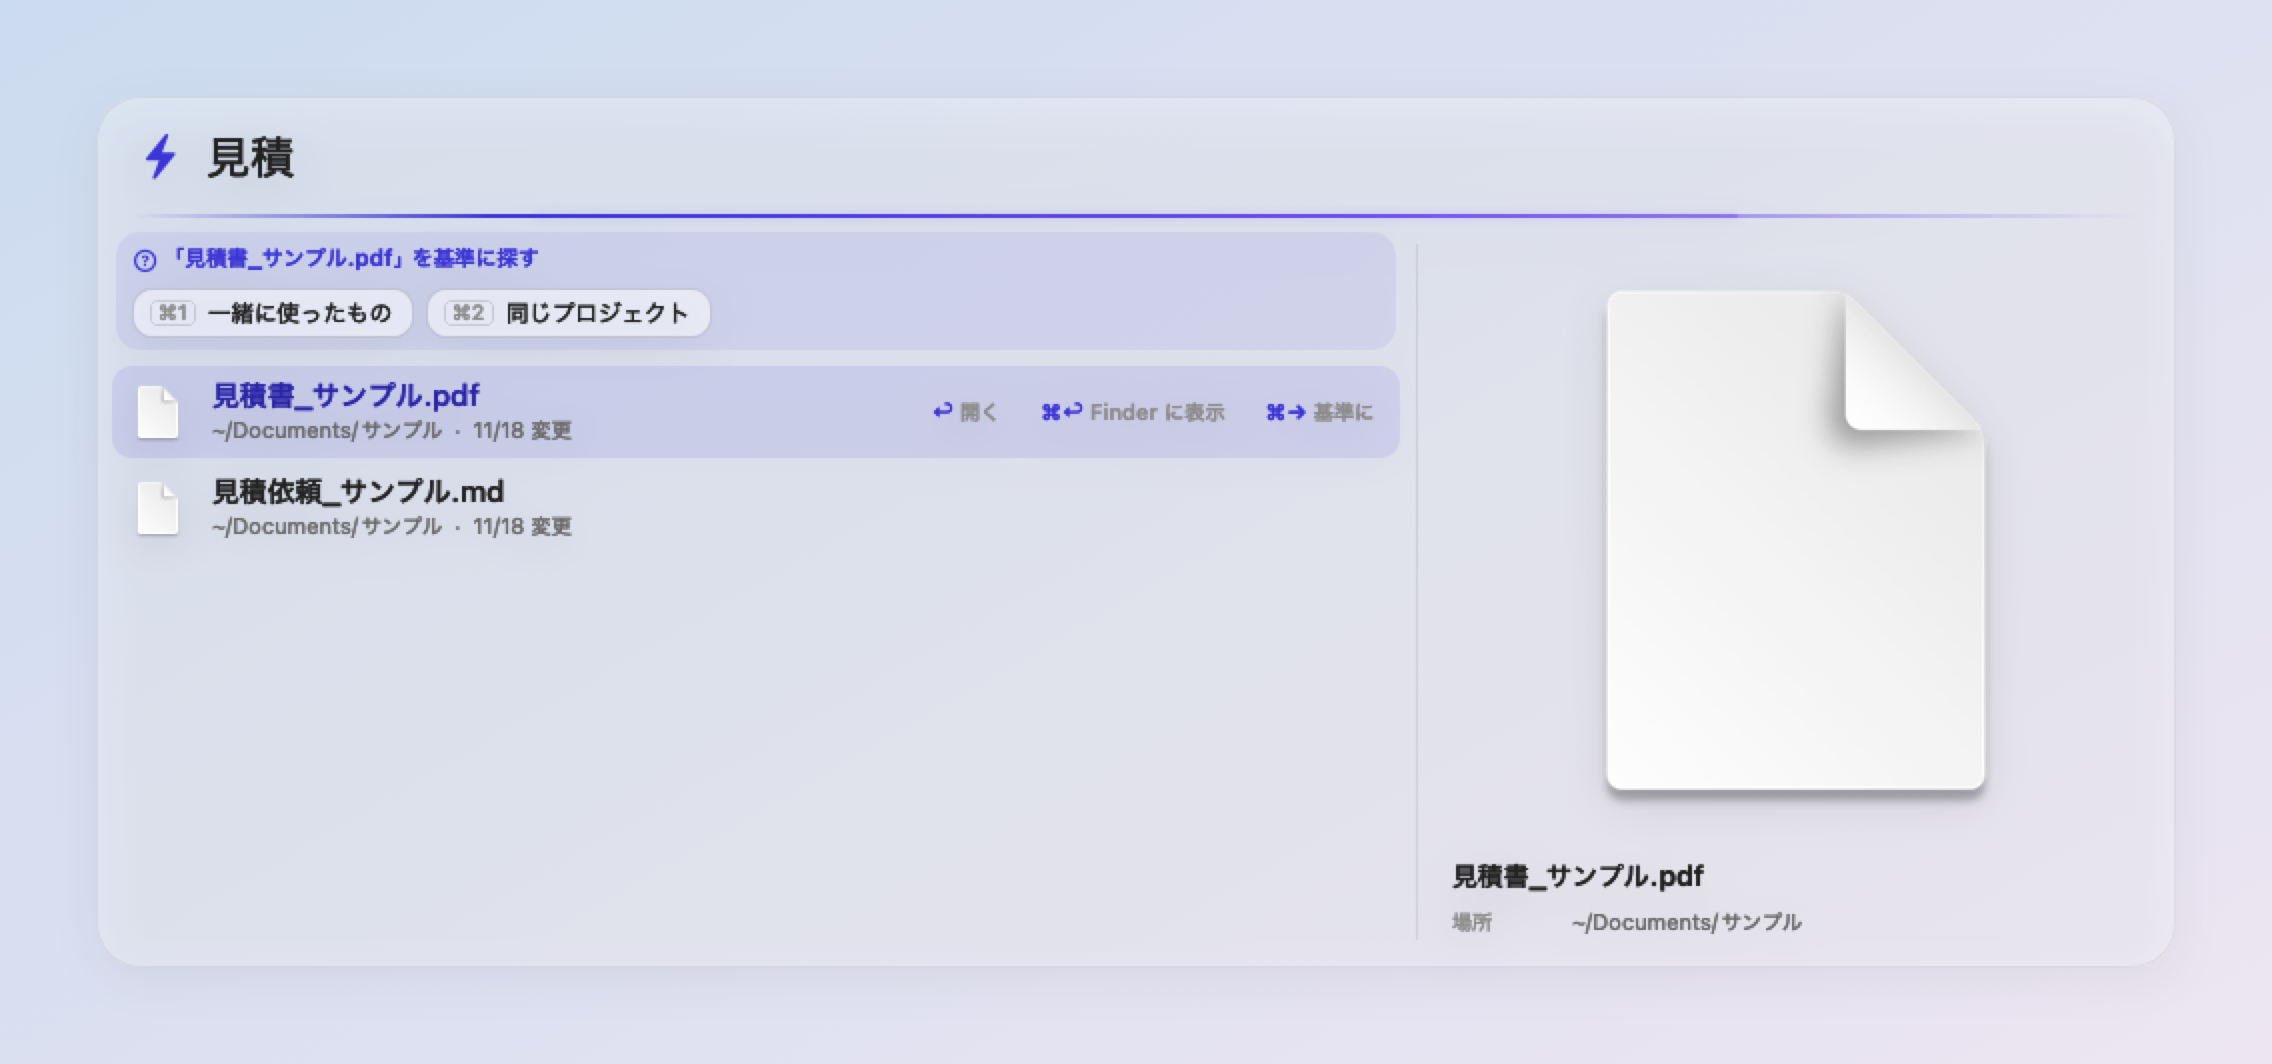 見積
「見積書_サンプル.pdf」を基準に探す
⌘1 一緒に使ったもの ⌘2 同じプロジェクト
見積書_サンプル.pdf
~/Documents/サンプル · 11/18 変更
↩ 開く ⌘↩ Finder に表示 ⌘→ 基準に
見積依頼_サンプル.md
~/Documents/サンプル · 11/18 変更
見積書_サンプル.pdf
場所 ~/Documents/サンプル